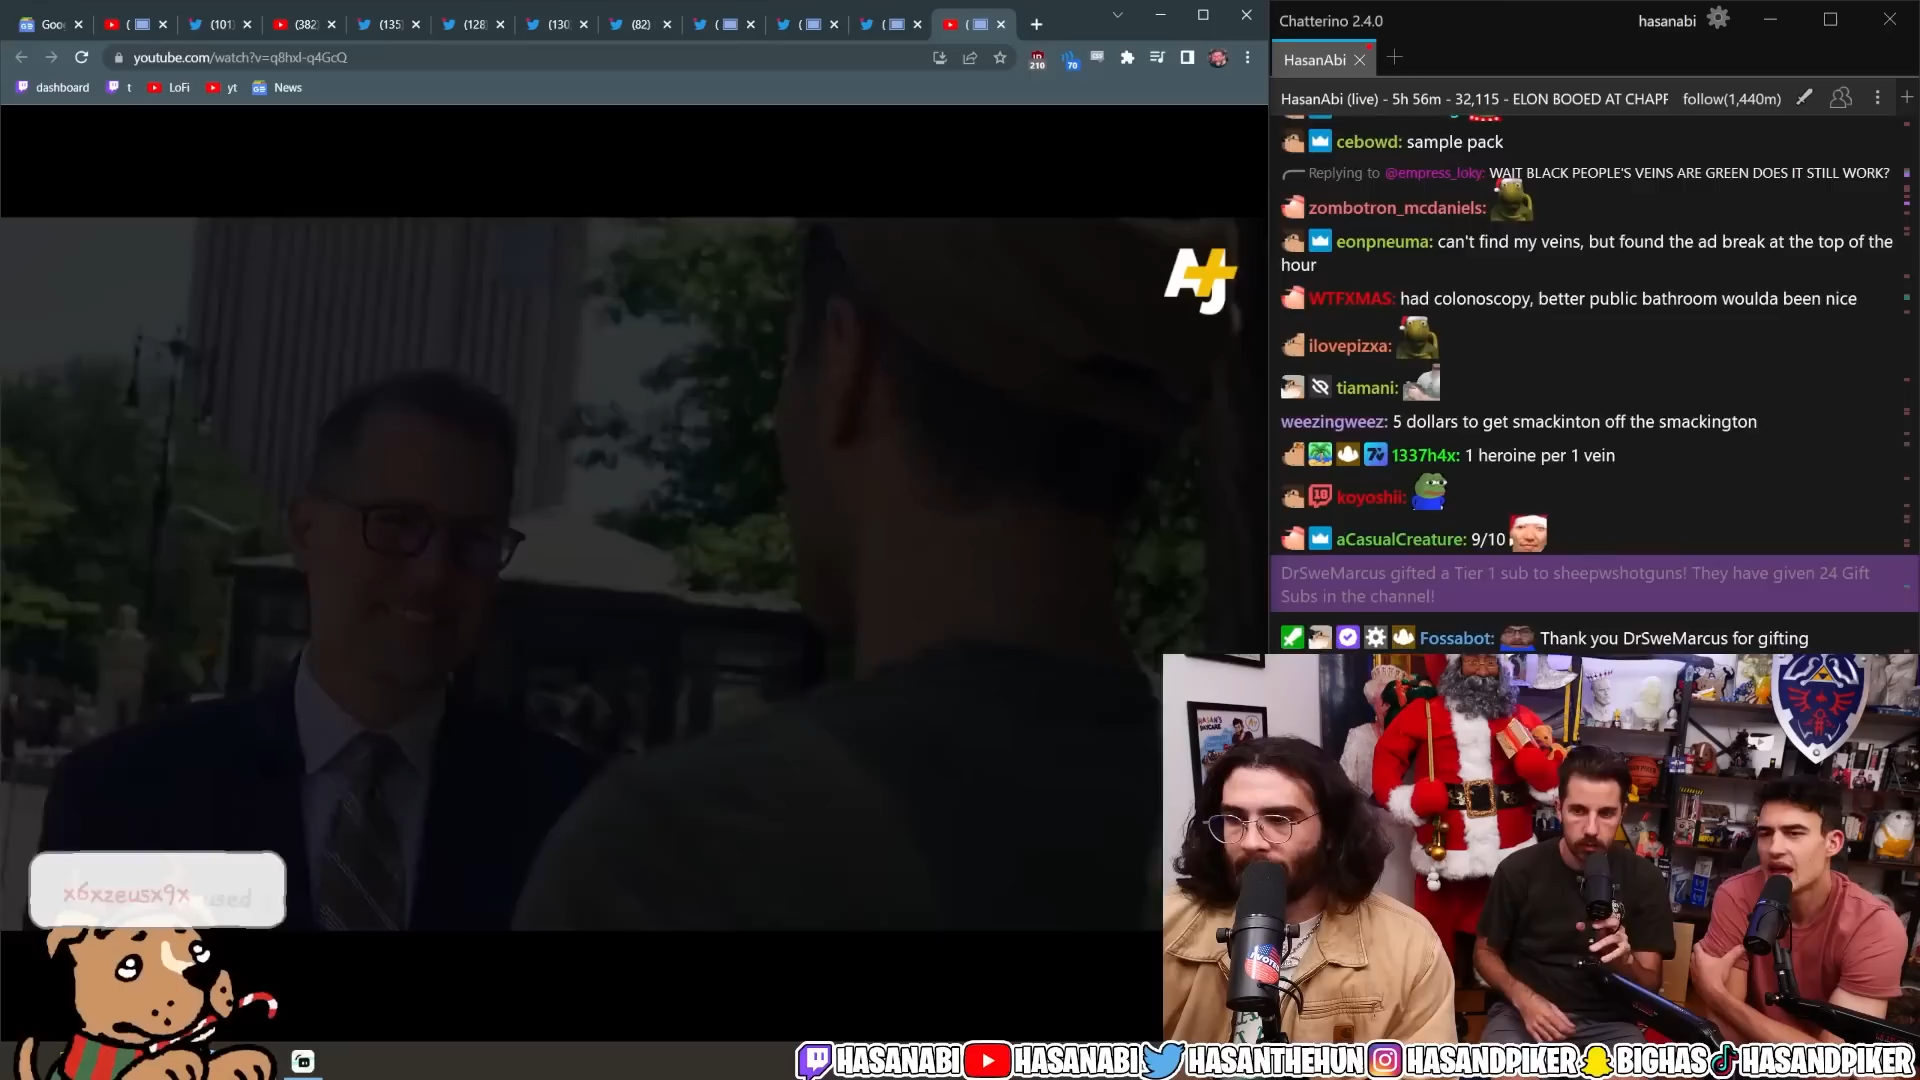 Goo
(
(101)
(382)
(135)
(128)
(130
(82)
(
(
(
(
youtube.com/watch?v=q8hxl-q4GcQ
210
70
dashboard
t
LoFi
yt
News
x6xzeusx9x
Chatterino 2.4.0
hasanabi
HasanAbi
HasanAbi (live) - 5h 56m - 32,115 - ELON BOOED AT CHAPP
follow(1,440m)
cebowd: sample pack
Replying to @empress_loky: WAIT BLACK PEOPLE'S VEINS ARE GREEN DOES IT STILL WORK?
zombotron_mcdaniels:
eonpneuma: can't find my veins, but found the ad break at the top of the
hour
WTFXMAS: had colonoscopy, better public bathroom woulda been nice
ilovepizxa:
tiamani:
weezingweez: 5 dollars to get smackinton off the smackington
1337h4x: 1 heroine per 1 vein
koyoshii:
aCasualCreature: 9/10
DrSweMarcus gifted a Tier 1 sub to sheepwshotguns! They have given 24 Gift
Subs in the channel!
Fossabot: Thank you DrSweMarcus for gifting
HASAN'S
DAYCARE
I VOTED
HASANABI HASANABI HASANTHEHUN HASANDPIKER BIGHAS HASANDPIKER